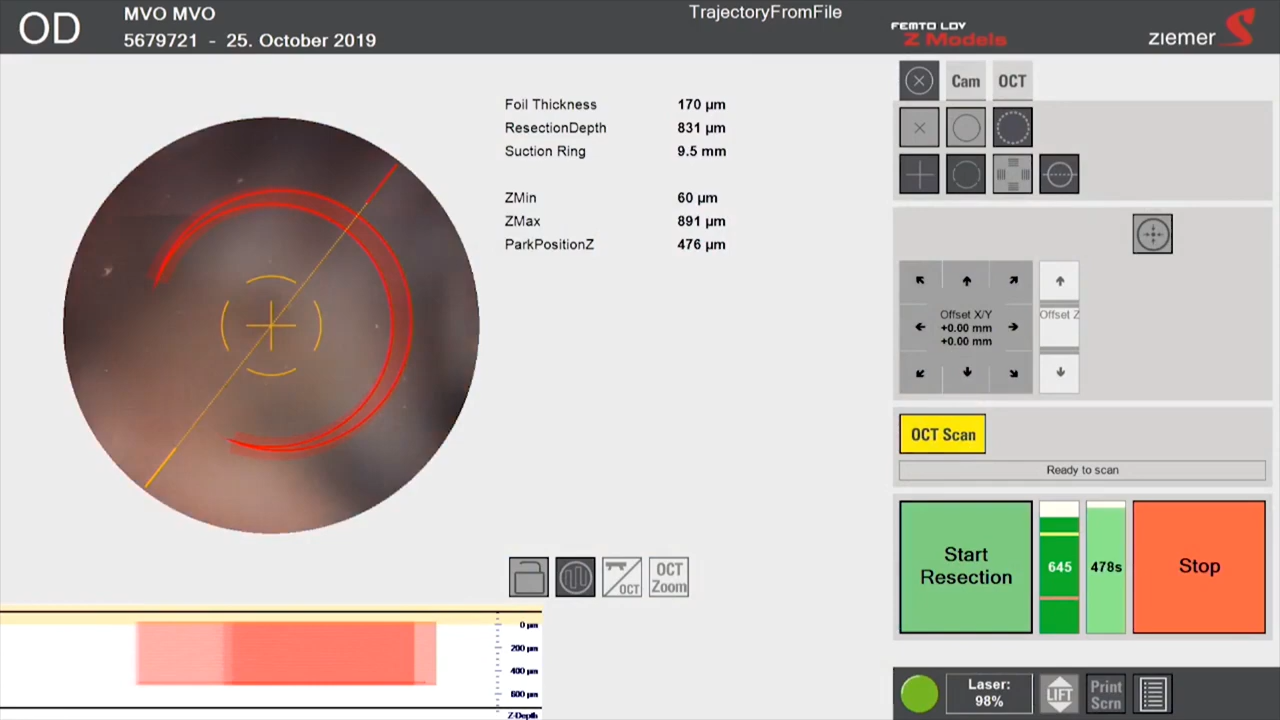 OD
MVO MVO
5679721 - 25. October 2019
TrajectoryFromFile
FEMTO LDV
Z Models
ziemer
Cam
OCT
Foil Thickness 170 µm
ResectionDepth 831 µm
Suction Ring 9.5 mm
ZMin 60 µm
ZMax 891 µm
ParkPositionZ 476 µm
Offset X/Y
+0.00 mm
+0.00 mm
Offset Z
OCT Scan
Ready to scan
Start
Resection
645
478s
Stop
OCT
OCT
Zoom
0 µm
200 µm
400 µm
600 µm
Z-Depth
Laser:
98%
LIFT
Print
Scrn